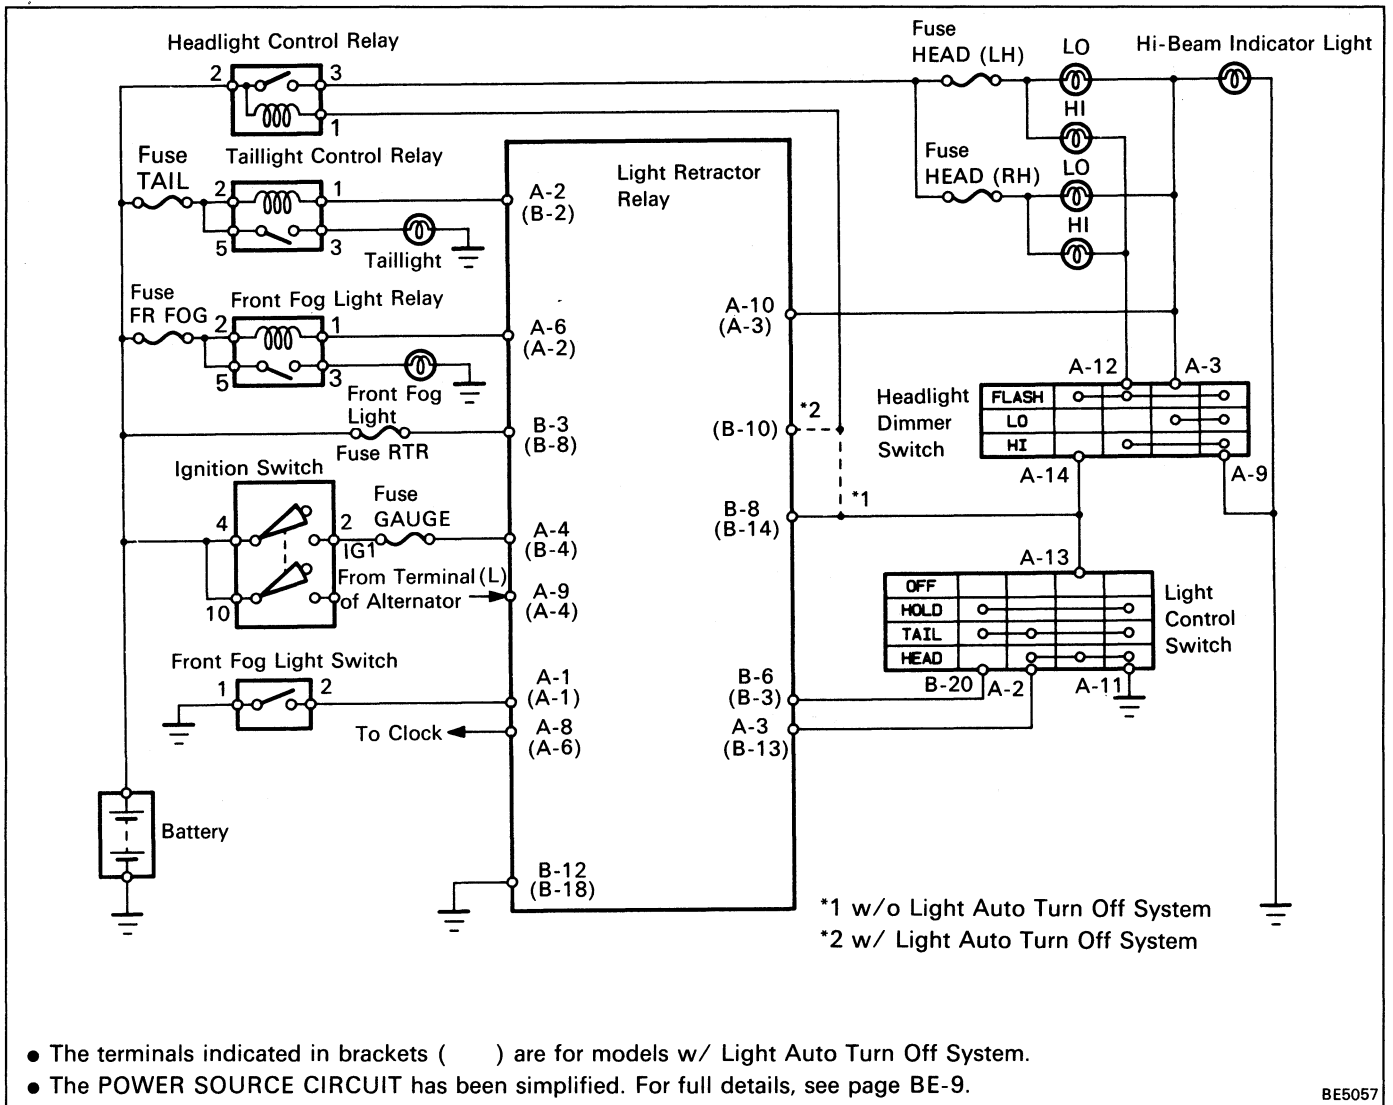 Headlight Control Relay
2
3
1
Fuse
TAIL
Taillight Control Relay
2
1
5
3
Taillight
Fuse
FR FOG
Front Fog Light Relay
2
1
5
3
Front Fog
Light
Fuse RTR
Ignition Switch
4
2
IG1
10
Fuse
GAUGE
From Terminal (L)
of Alternator
Front Fog Light Switch
1
2
To Clock
Battery
Light Retractor
Relay
A-2
(B-2)
A-6
(A-2)
B-3
(B-8)
A-4
(B-4)
A-9
(A-4)
A-1
(A-1)
A-8
(A-6)
B-12
(B-18)
A-10
(A-3)
(B-10)
B-8
(B-14)
B-6
(B-3)
A-3
(B-13)
*2
*1
Fuse
HEAD (LH)
LO
HI
Hi-Beam Indicator Light
Fuse
HEAD (RH)
LO
HI
A-12
A-3
Headlight
Dimmer
Switch
FLASH
LO
HI
A-14
A-9
A-13
OFF
HOLD
TAIL
HEAD
Light
Control
Switch
B-20
A-2
A-11
*1 w/o Light Auto Turn Off System
*2 w/ Light Auto Turn Off System
● The terminals indicated in brackets ( ) are for models w/ Light Auto Turn Off System.
● The POWER SOURCE CIRCUIT has been simplified. For full details, see page BE-9.
BE5057